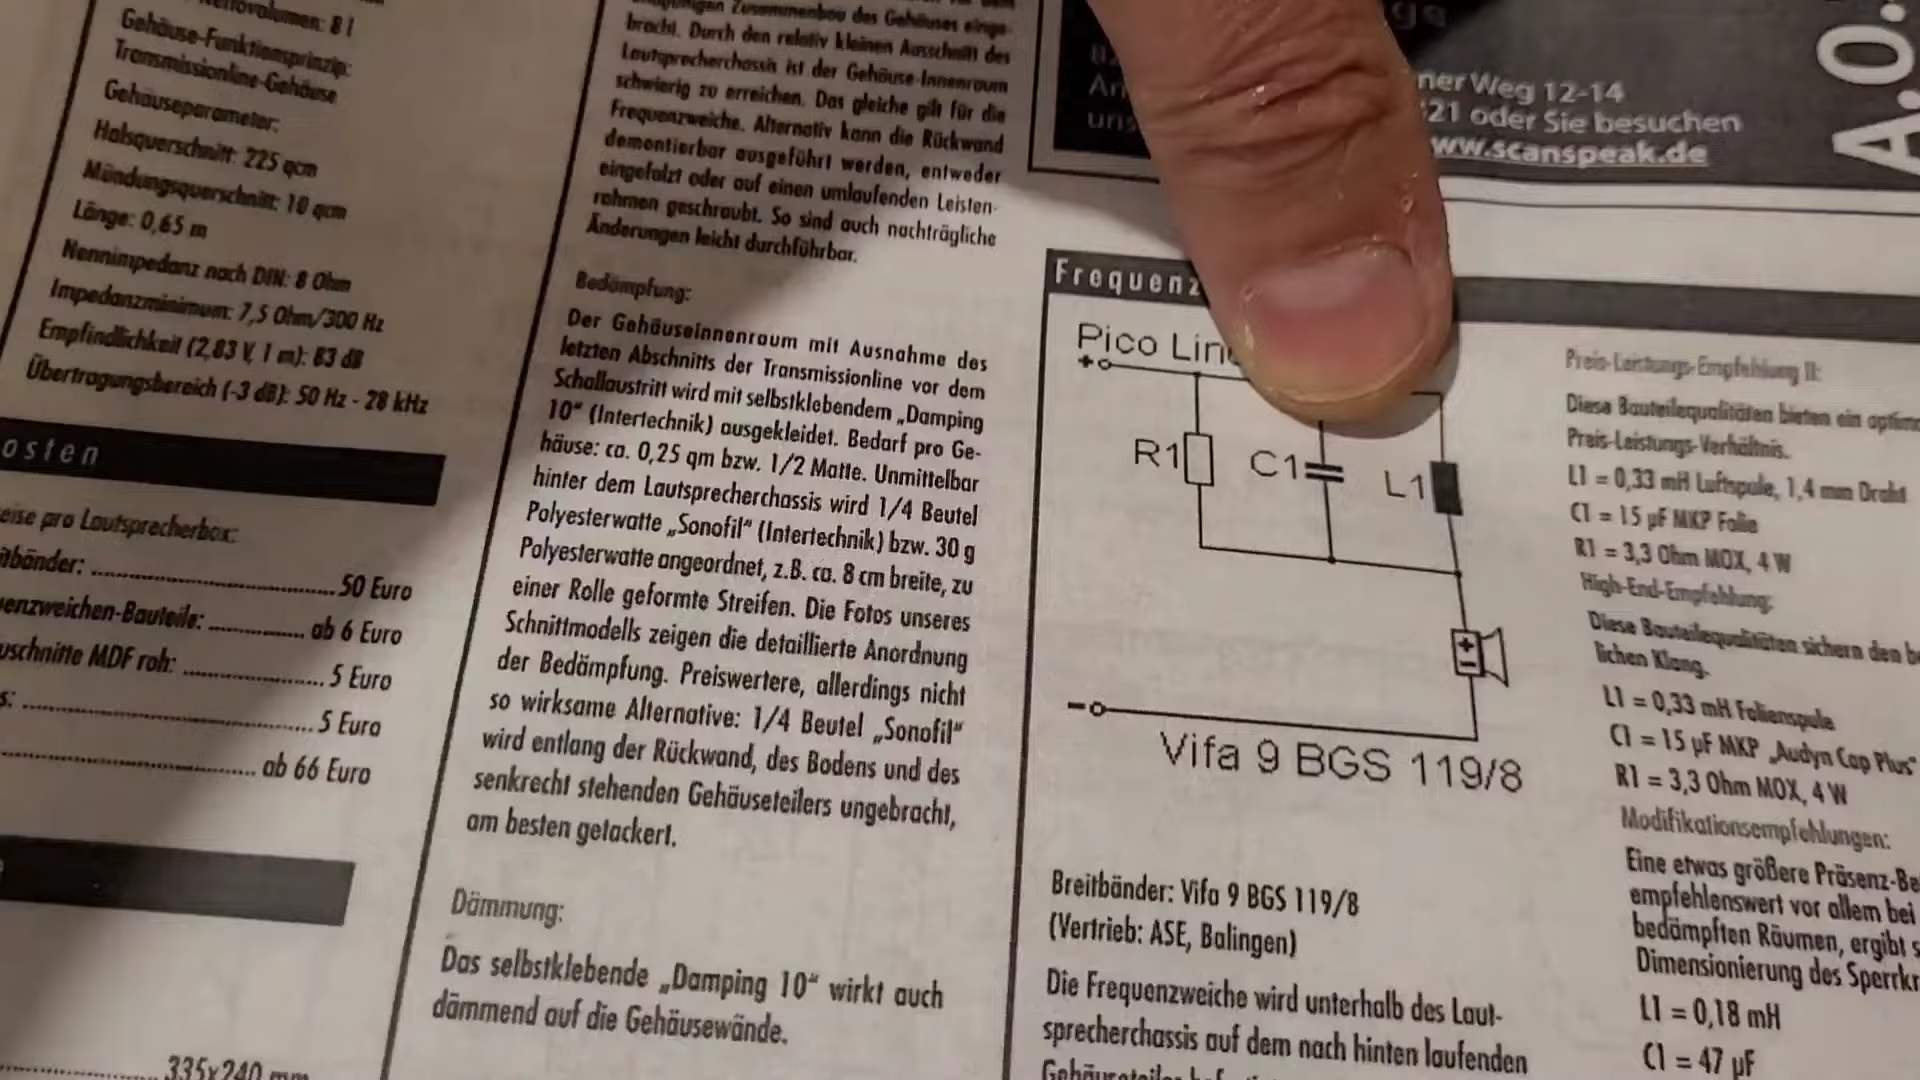 8 l
Gehäuse-Funktionsprinzip:
Transmissionline-Gehäuse
Gehäuseparameter:
Halsquerschnitt: 225 qcm
Mündungsquerschnitt: 10 qcm
Länge: 0,65 m
Nennimpedanz nach DIN: 8 Ohm
Impedanzminimum: 7,5 Ohm/300 Hz
Empfindlichkeit (2,83 V, 1 m): 83 dB
Übertragungsbereich (-3 dB): 50 Hz - 28 kHz
osten
eise pro Lautsprecherbox:
itbänder: 50 Euro
enzweichen-Bauteile: ab 6 Euro
uschnitte MDF roh: 5 Euro
s: 5 Euro
ab 66 Euro
335x240 mm
Zusammenbau des Gehäuses einge-
bracht. Durch den relativ kleinen Ausschnitt des
Lautsprecherchassis ist der Gehäuse-Innenraum
schwierig zu erreichen. Das gleiche gilt für die
Frequenzweiche. Alternativ kann die Rückwand
demontierbar ausgeführt werden, entweder
eingefalzt oder auf einen umlaufenden Leisten-
rahmen geschraubt. So sind auch nachträgliche
Änderungen leicht durchführbar.
Bedämpfung:
Der Gehäuseinnenraum mit Ausnahme des
letzten Abschnitts der Transmissionline vor dem
Schallaustritt wird mit selbstklebendem „Damping
10“ (Intertechnik) ausgekleidet. Bedarf pro Ge-
häuse: ca. 0,25 qm bzw. 1/2 Matte. Unmittelbar
hinter dem Lautsprecherchassis wird 1/4 Beutel
Polyesterwatte „Sonofil“ (Intertechnik) bzw. 30 g
Polyesterwatte angeordnet, z.B. ca. 8 cm breite, zu
einer Rolle geformte Streifen. Die Fotos unseres
Schnittmodells zeigen die detaillierte Anordnung
der Bedämpfung. Preiswertere, allerdings nicht
so wirksame Alternative: 1/4 Beutel „Sonofil“
wird entlang der Rückwand, des Bodens und des
senkrecht stehenden Gehäuseteilers ungebracht,
am besten getackert.
Dämmung:
Das selbstklebende „Damping 10“ wirkt auch
dämmend auf die Gehäusewände.
ner Weg 12-14
21 oder Sie besuchen
ww.scanspeak.de
A.O.
Frequenz
Pico Lin
+
R1
C1
L1
+
-
-
Vifa 9 BGS 119/8
Breitbänder: Vifa 9 BGS 119/8
(Vertrieb: ASE, Balingen)
Die Frequenzweiche wird unterhalb des Laut-
sprecherchassis auf dem nach hinten laufenden
Preis-Leistungs-Empfehlung II:
Diese Bauteilequalitäten bieten ein optima
Preis-Leistungs-Verhältnis.
L1 = 0,33 mH Luftspule, 1,4 mm Draht
C1 = 15 µF MKP Folie
R1 = 3,3 Ohm MOX, 4 W
High-End-Empfehlung:
Diese Bauteilequalitäten sichern den be
lichen Klang.
L1 = 0,33 mH Folienspule
C1 = 15 µF MKP „Audyn Cap Plus“
R1 = 3,3 Ohm MOX, 4 W
Modifikationsempfehlungen:
Eine etwas größere Präsenz-Be
empfehlenswert vor allem bei
bedämpften Räumen, ergibt s
Dimensionierung des Sperrkr
L1 = 0,18 mH
C1 = 47 µF